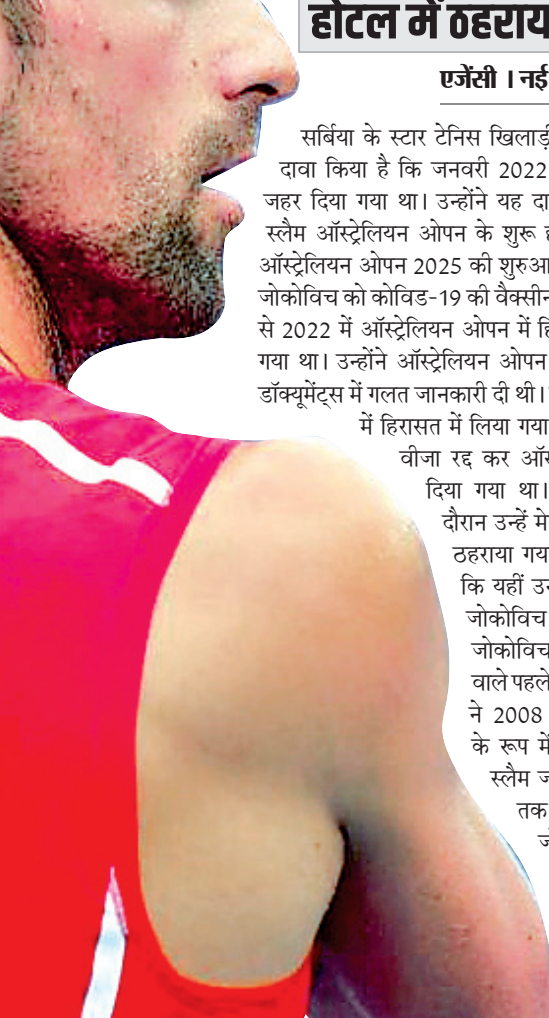 होटल में ठहराय
एजेंसी । नई
सर्बिया के स्टार टेनिस खिलाड़ी
दावा किया है कि जनवरी 2022
जहर दिया गया था। उन्होंने यह दा
स्लैम ऑस्ट्रेलियन ओपन के शुरू ह
ऑस्ट्रेलियन ओपन 2025 की शुरुआ
जोकोविच को कोविड-19 की वैक्सीन
से 2022 में ऑस्ट्रेलियन ओपन में हि
गया था। उन्होंने ऑस्ट्रेलियन ओपन
डॉक्यूमेंट्स में गलत जानकारी दी थी।
में हिरासत में लिया गया
वीजा रद्द कर ऑस
दिया गया था।
दौरान उन्हें मे
ठहराया गय
कि यहीं उन
जोकोविच
जोकोविच
वाले पहले
ने 2008
के रूप में
स्लैम ज
तक
जो